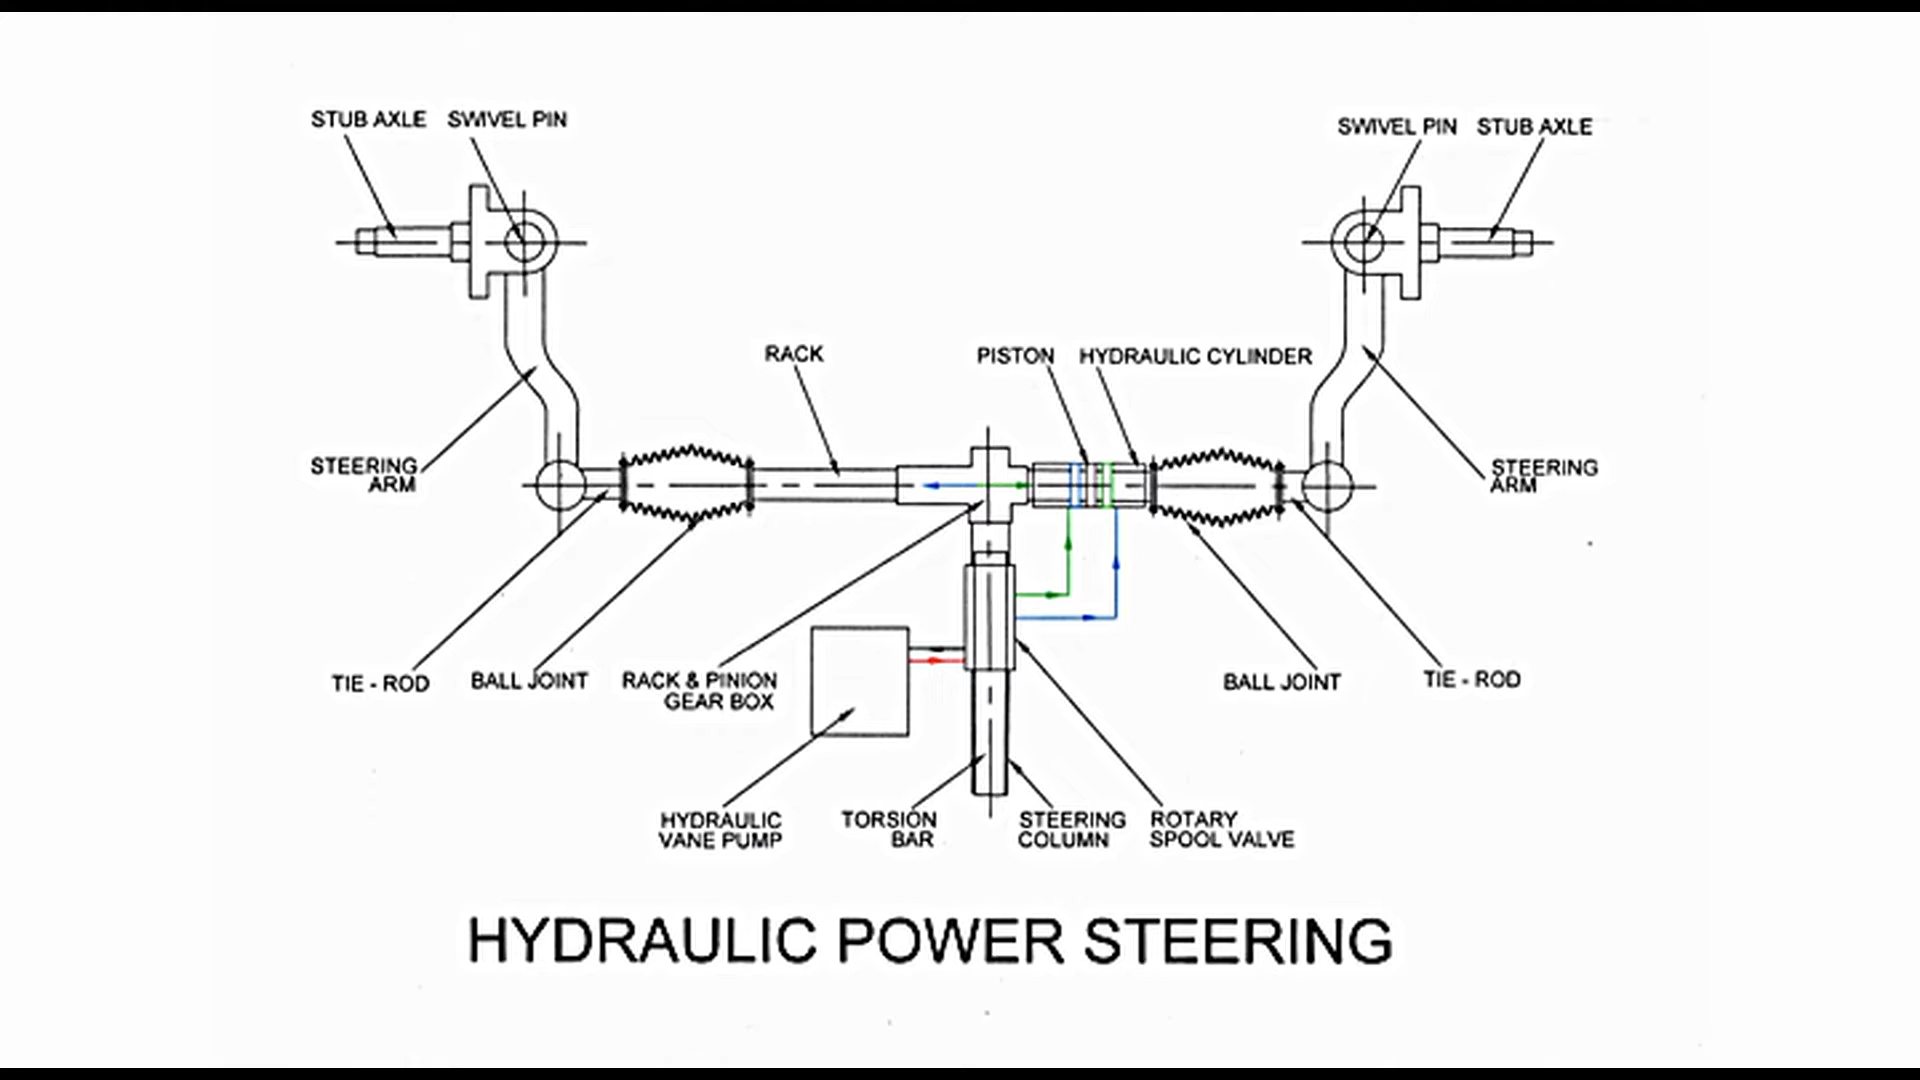 STUB AXLE SWIVEL PIN
SWIVEL PIN STUB AXLE
RACK
PISTON HYDRAULIC CYLINDER
STEERING
ARM
STEERING
ARM
TIE - ROD
BALL JOINT
RACK & PINION
GEAR BOX
BALL JOINT
TIE - ROD
HYDRAULIC
VANE PUMP
TORSION
BAR
STEERING
COLUMN
ROTARY
SPOOL VALVE
HYDRAULIC POWER STEERING